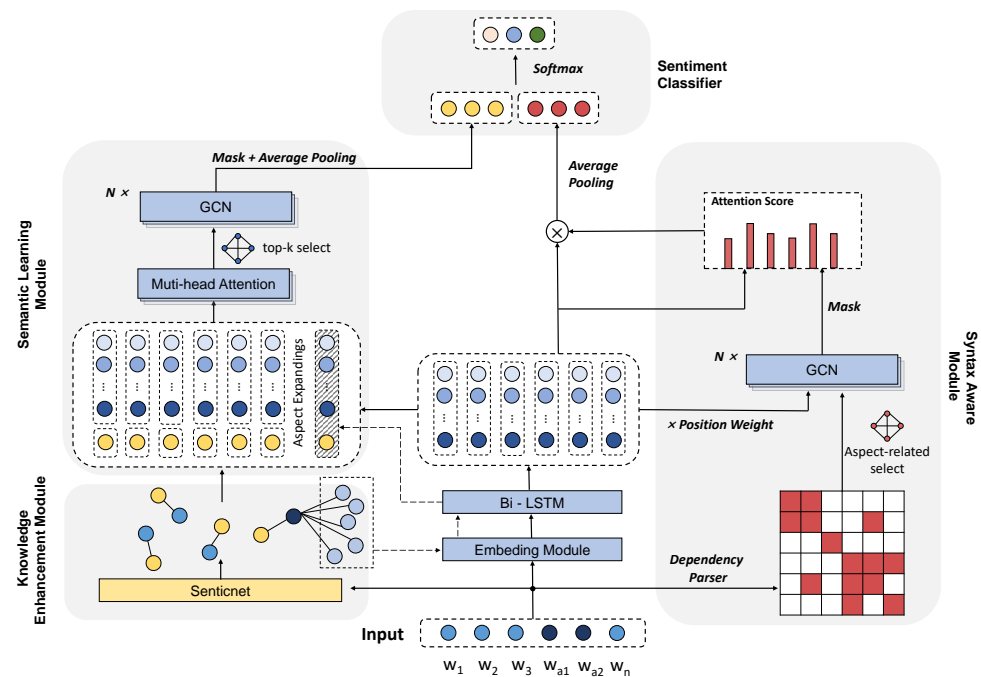 Softmax
Sentiment
Classifier
Mask + Average Pooling
Average
Pooling
N ×
GCN
Attention Score
top-k select
Muti-head Attention
Semantic Learning
Module
Mask
Aspect Expandings
...
...
...
...
...
...
...
...
...
...
...
...
...
N ×
GCN
Syntax Aware
Module
× Position Weight
Aspect-related
select
Knowledge
Enhancement Module
Bi - LSTM
Embeding Module
Dependency
Parser
Senticnet
Input
w1 w2 w3 wa1 wa2 wn